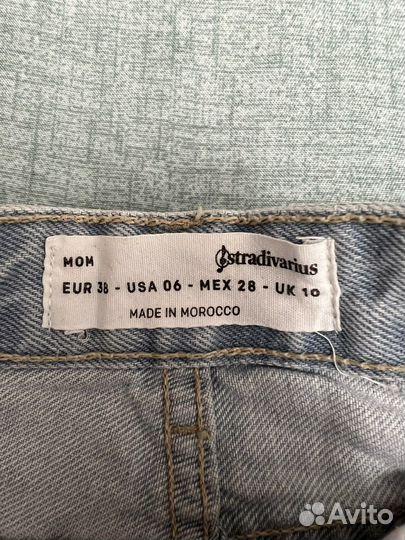 MOM
stradivarius
EUR 38 - USA 06 - MEX 28 - UK 10
MADE IN MOROCCO
Avito